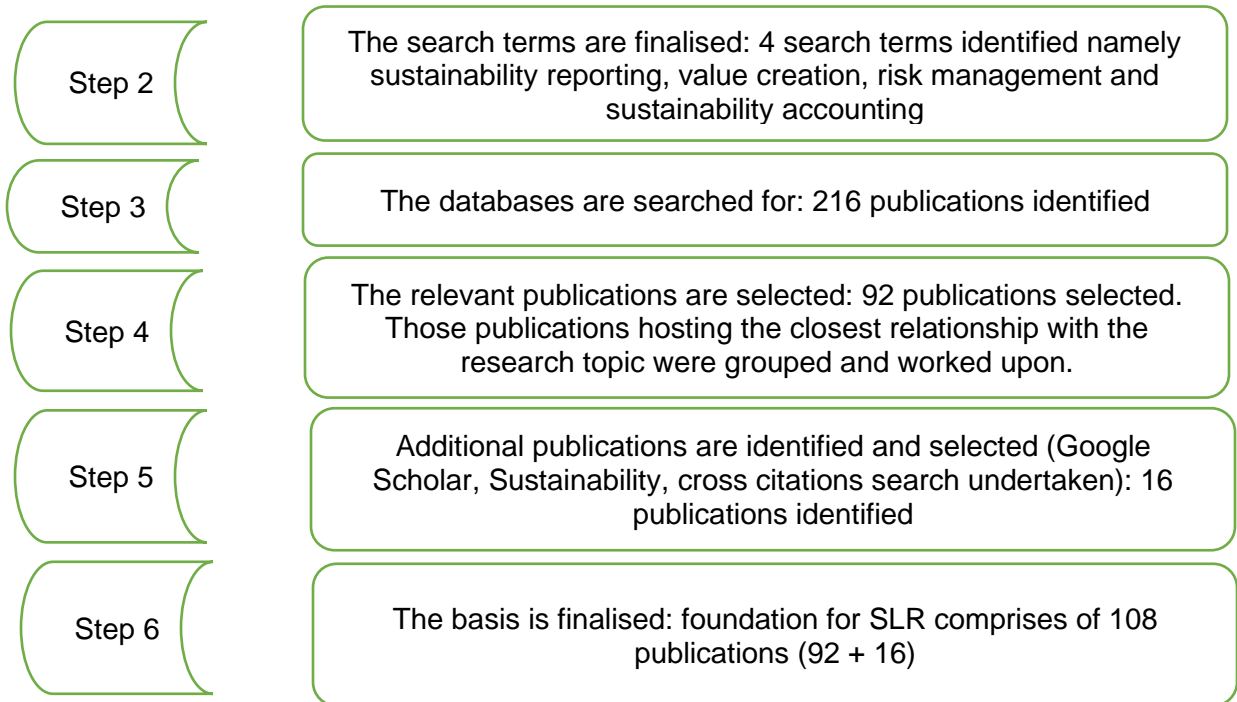 Step 2
The search terms are finalised: 4 search terms identified namely
sustainability reporting, value creation, risk management and
sustainability accounting
Step 3
The databases are searched for: 216 publications identified
Step 4
The relevant publications are selected: 92 publications selected.
Those publications hosting the closest relationship with the
research topic were grouped and worked upon.
Step 5
Additional publications are identified and selected (Google
Scholar, Sustainability, cross citations search undertaken): 16
publications identified
Step 6
The basis is finalised: foundation for SLR comprises of 108
publications (92 + 16)